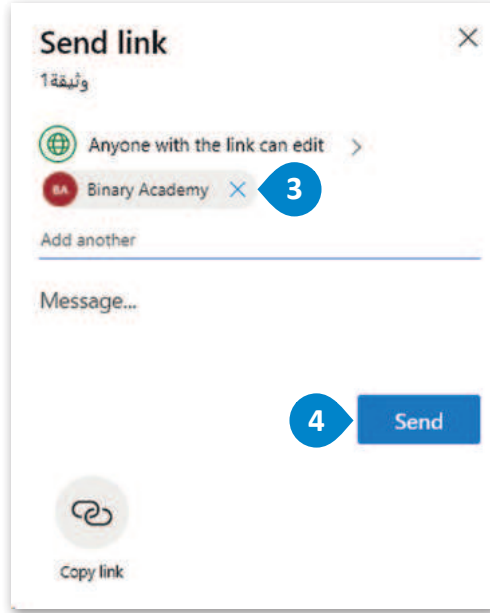 Send link
وثيقة1
Anyone with the link can edit
BA Binary Academy 3
Add another
Message...
4 Send
Copy link